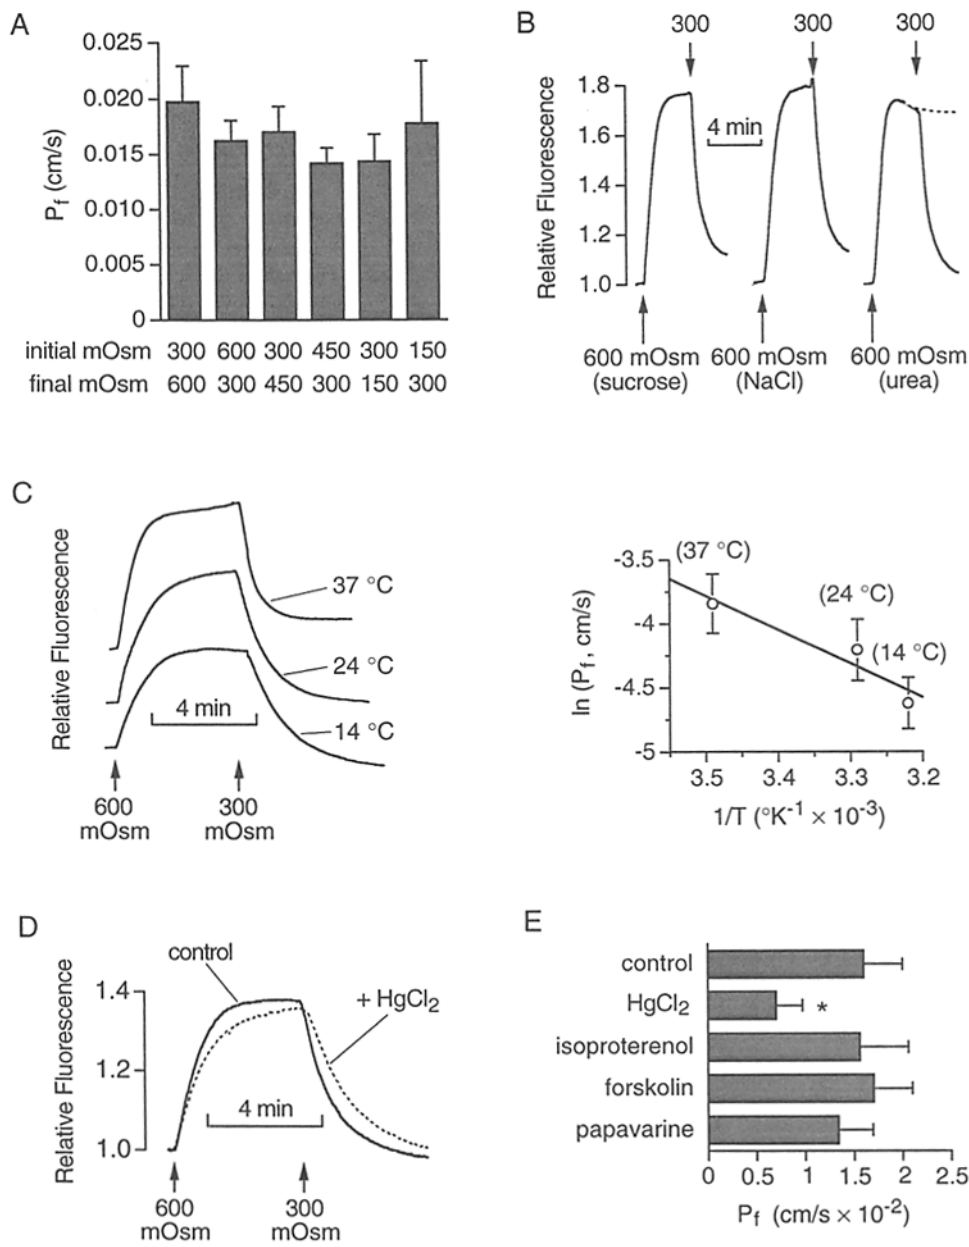 A
0.025
0.020
0.015
0.010
0.005
0
Pf (cm/s)
initial mOsm 300 600 300 450 300 150
final mOsm 600 300 450 300 150 300
B
300 300 300
1.8
1.6
1.4
1.2
1.0
Relative Fluorescence
4 min
600 mOsm (sucrose)
600 mOsm (NaCl)
600 mOsm (urea)
C
Relative Fluorescence
37 °C
24 °C
14 °C
4 min
600 mOsm
300 mOsm
-3.5
-4
-4.5
-5
ln (Pf, cm/s)
(37 °C)
(24 °C)
(14 °C)
3.5 3.4 3.3 3.2
1/T (°K-1 × 10-3)
D
control
+ HgCl2
1.4
1.2
1.0
Relative Fluorescence
4 min
600 mOsm
300 mOsm
E
control
HgCl2 *
isoproterenol
forskolin
papavarine
0 0.5 1 1.5 2 2.5
Pf (cm/s × 10-2)